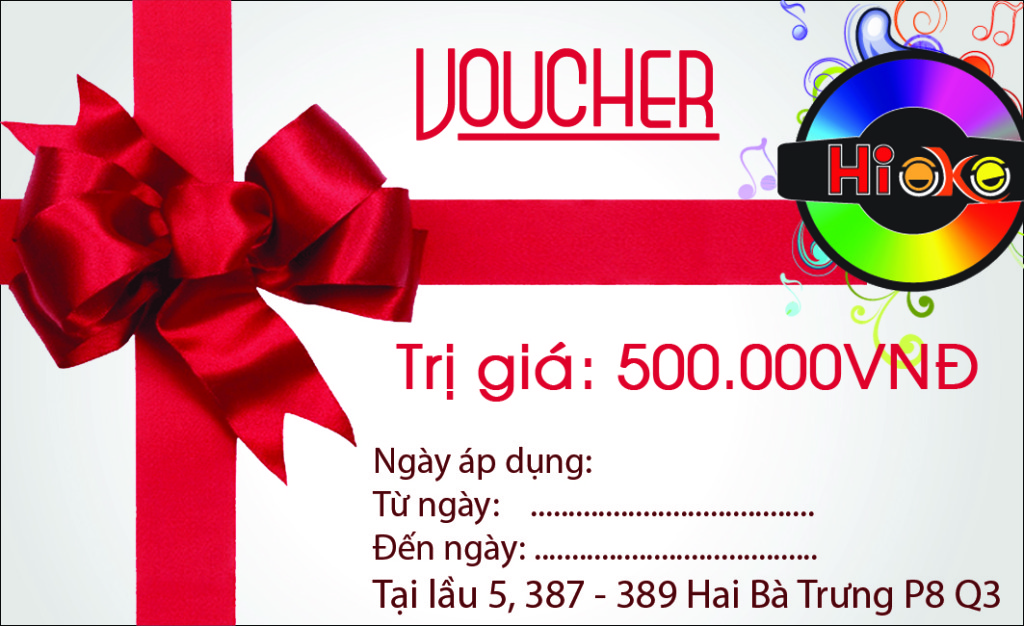 VOUCHER
Hioke
Trị giá: 500.000VNĐ
Ngày áp dụng:
Từ ngày: ......................................
Đến ngày: ......................................
Tại lầu 5, 387 - 389 Hai Bà Trưng P8 Q3